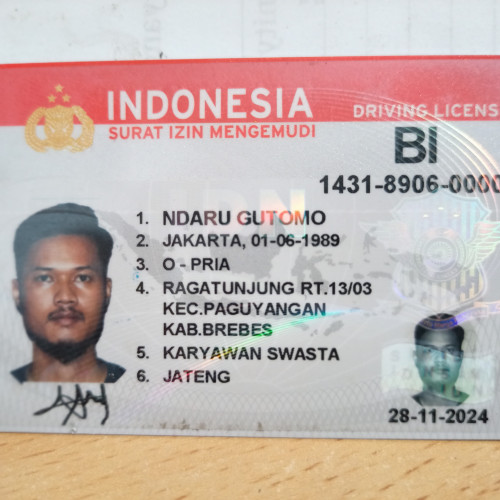 INDONESIA
SURAT IZIN MENGEMUDI
DRIVING LICENS
BI
1431-8906-0000
1. NDARU GUTOMO
2. JAKARTA, 01-06-1989
3. O - PRIA
4. RAGATUNJUNG RT.13/03
KEC.PAGUYANGAN
KAB.BREBES
5. KARYAWAN SWASTA
6. JATENG
28-11-2024